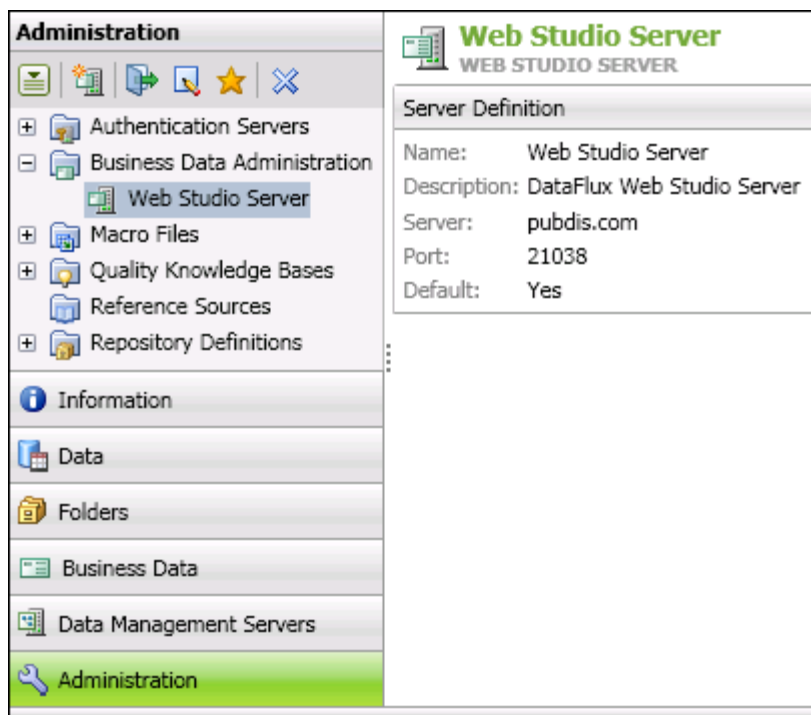 Administration
Authentication Servers
Business Data Administration
Web Studio Server
Macro Files
Quality Knowledge Bases
Reference Sources
Repository Definitions
Information
Data
Folders
Business Data
Data Management Servers
Administration
Web Studio Server
WEB STUDIO SERVER
Server Definition
Name: Web Studio Server
Description: DataFlux Web Studio Server
Server: pubdis.com
Port: 21038
Default: Yes